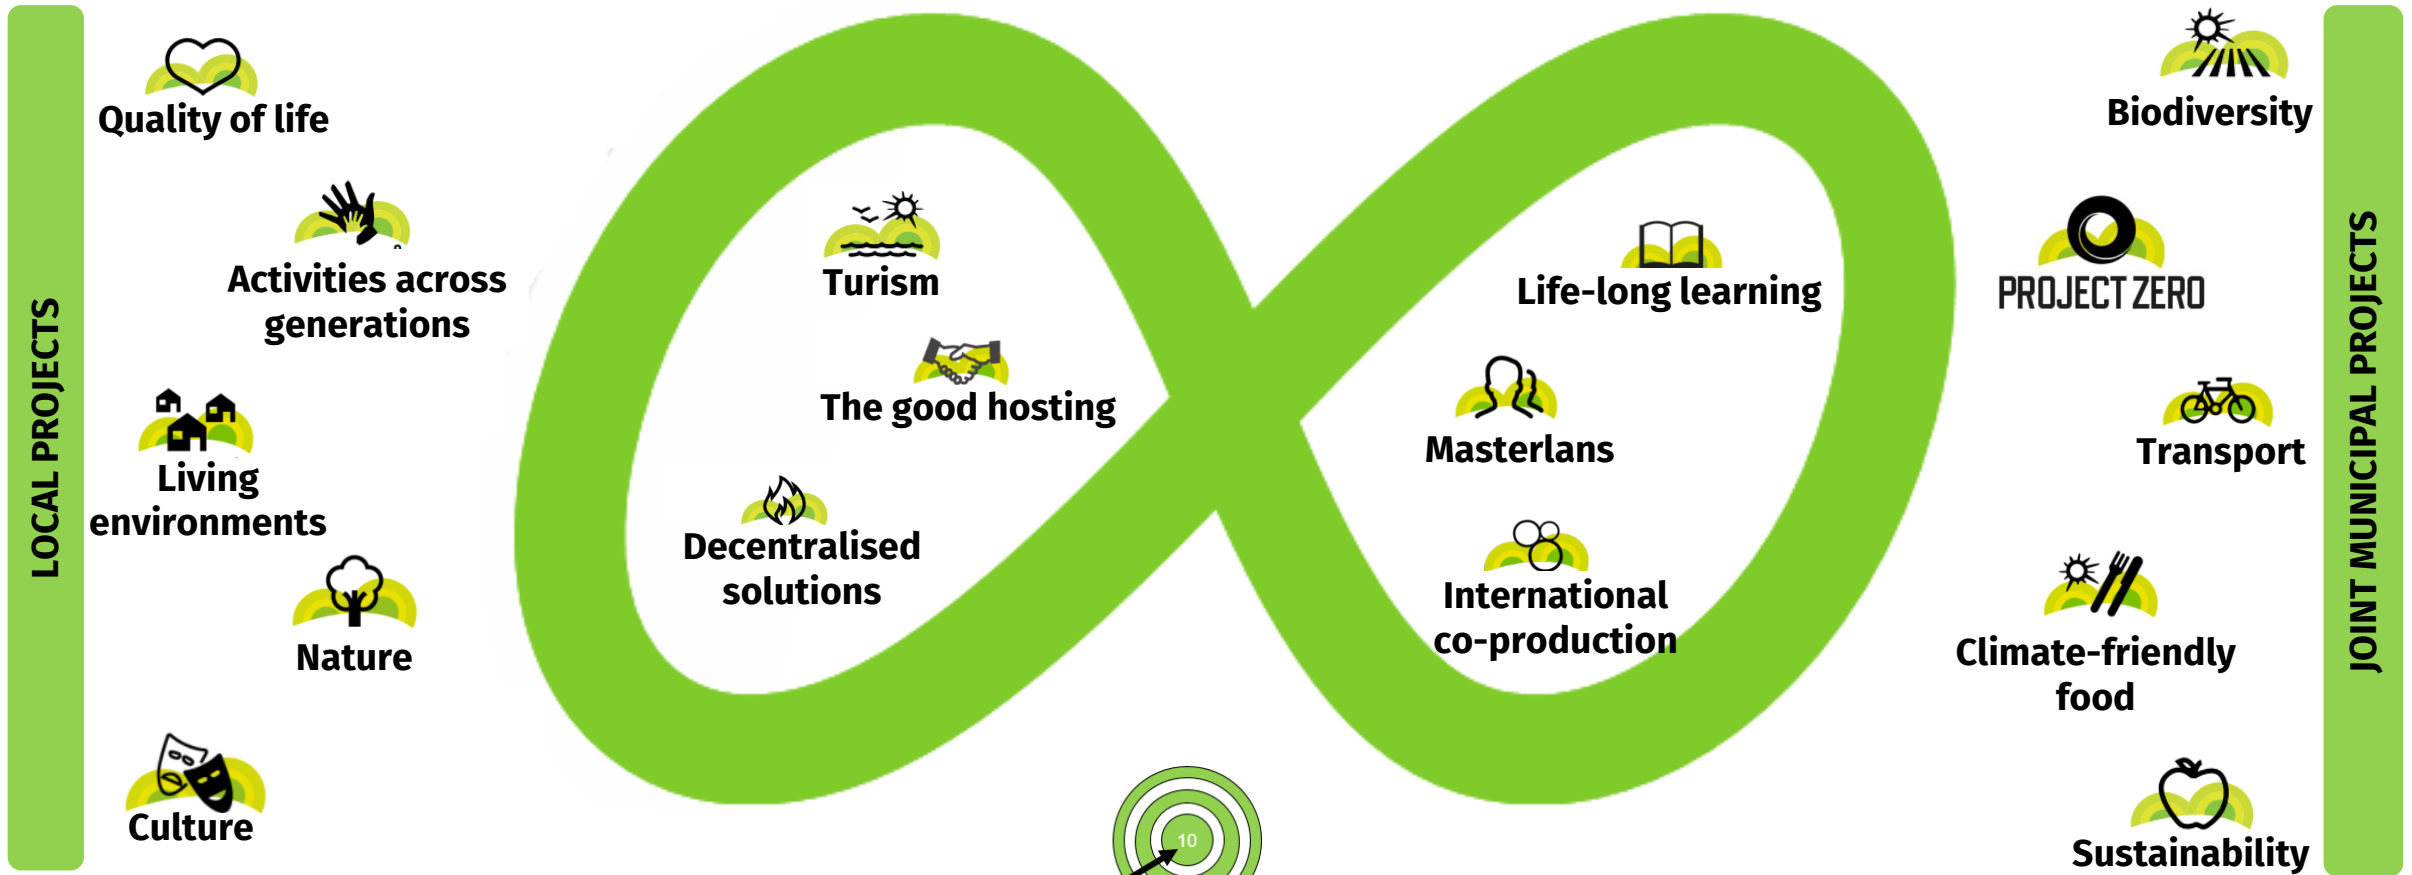 LOCAL PROJECTS
Quality of life
Activities across
generations
Living
environments
Nature
Culture
Turism
The good hosting
Decentralised
solutions
Life-long learning
Masterlans
International
co-production
10
Biodiversity
PROJECT ZERO
Transport
Climate-friendly
food
Sustainability
JOINT MUNICIPAL PROJECTS